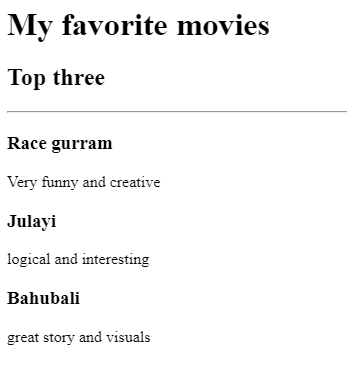 My favorite movies
Top three
Race gurram
Very funny and creative
Julayi
logical and interesting
Bahubali
great story and visuals